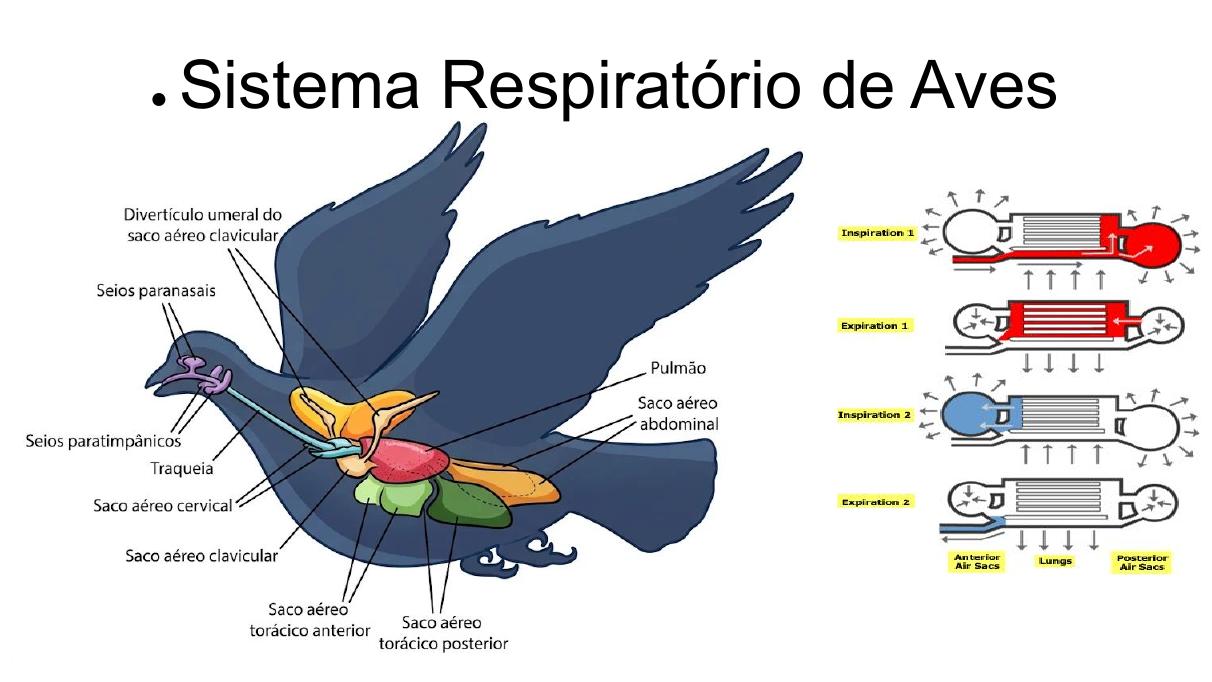 • Sistema Respiratório de Aves
Divertículo umeral do
saco aéreo clavicular
Seios paranasais
Seios paratimpânicos
Traqueia
Saco aéreo cervical
Saco aéreo clavicular
Saco aéreo
torácico anterior
Saco aéreo
torácico posterior
Pulmão
Saco aéreo
abdominal
Inspiration 1
Expiration 1
Inspiration 2
Expiration 2
Anterior
Air Sacs
Lungs
Posterior
Air Sacs